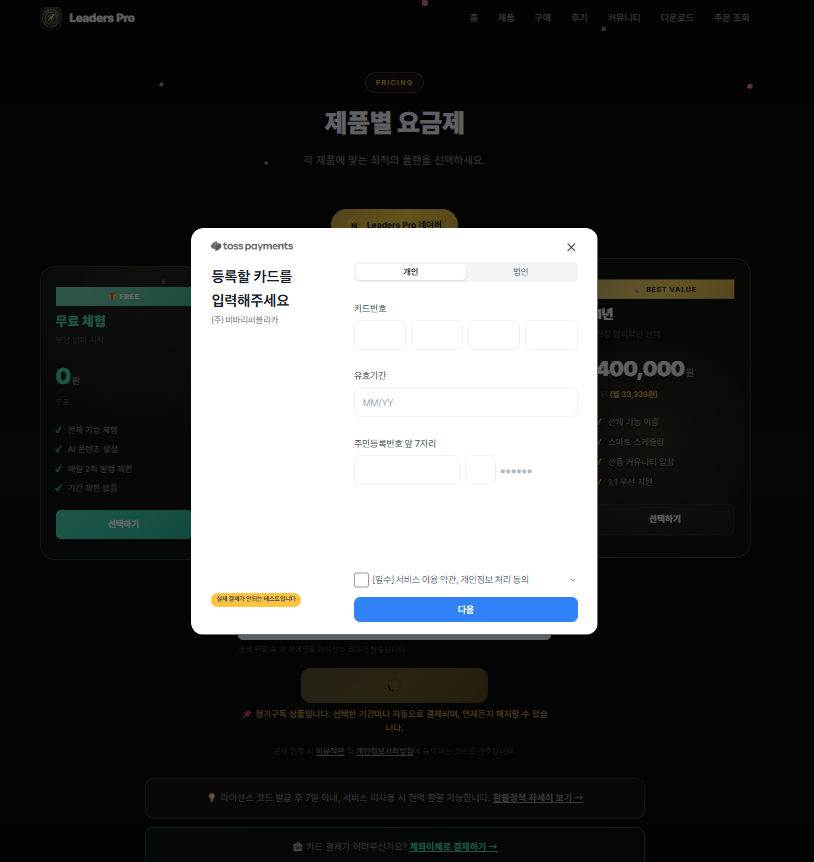 Leaders Pro
홈 제품 구매 후기 커뮤니티 다운로드 주문 조회
PRICING
제품별 요금제
각 제품에 맞는 최적의 플랜을 선택하세요.
N Leaders Pro 네이버
FREE
무료 체험
부담 없이 시작
0원
무료
✓ 전체 기능 체험
✓ AI 콘텐츠 생성
✓ 매일 2회 발행 제한
✓ 기간 제한 없음
선택하기
toss payments
등록할 카드를
입력해주세요
(주) 비바리퍼블리카
개인 법인
카드번호
유효기간
MM/YY
주민등록번호 앞 7자리
●●●●●●
[필수] 서비스 이용 약관, 개인정보 처리 동의
실제 결제가 안되는 테스트입니다
다음
BEST VALUE
1년
합리적인 선택
400,000원
(월 33,333원)
전체 기능 이용
스마트 스케줄링
전용 커뮤니티 입장
1:1 우선 지원
선택하기
결제 완료 후 이 이메일로 라이선스 코드가 발송됩니다.
📌 정기구독 상품입니다. 선택한 기간마다 자동으로 결제되며, 언제든지 해지할 수 있습
니다.
결제 진행 시 이용약관 및 개인정보처리방침에 동의하는 것으로 간주됩니다.
💡 라이선스 코드 발급 후 7일 이내, 서비스 미사용 시 전액 환불 가능합니다. 환불정책 자세히 보기 →
🏦 카드 결제가 어려우신가요? 계좌이체로 결제하기 →